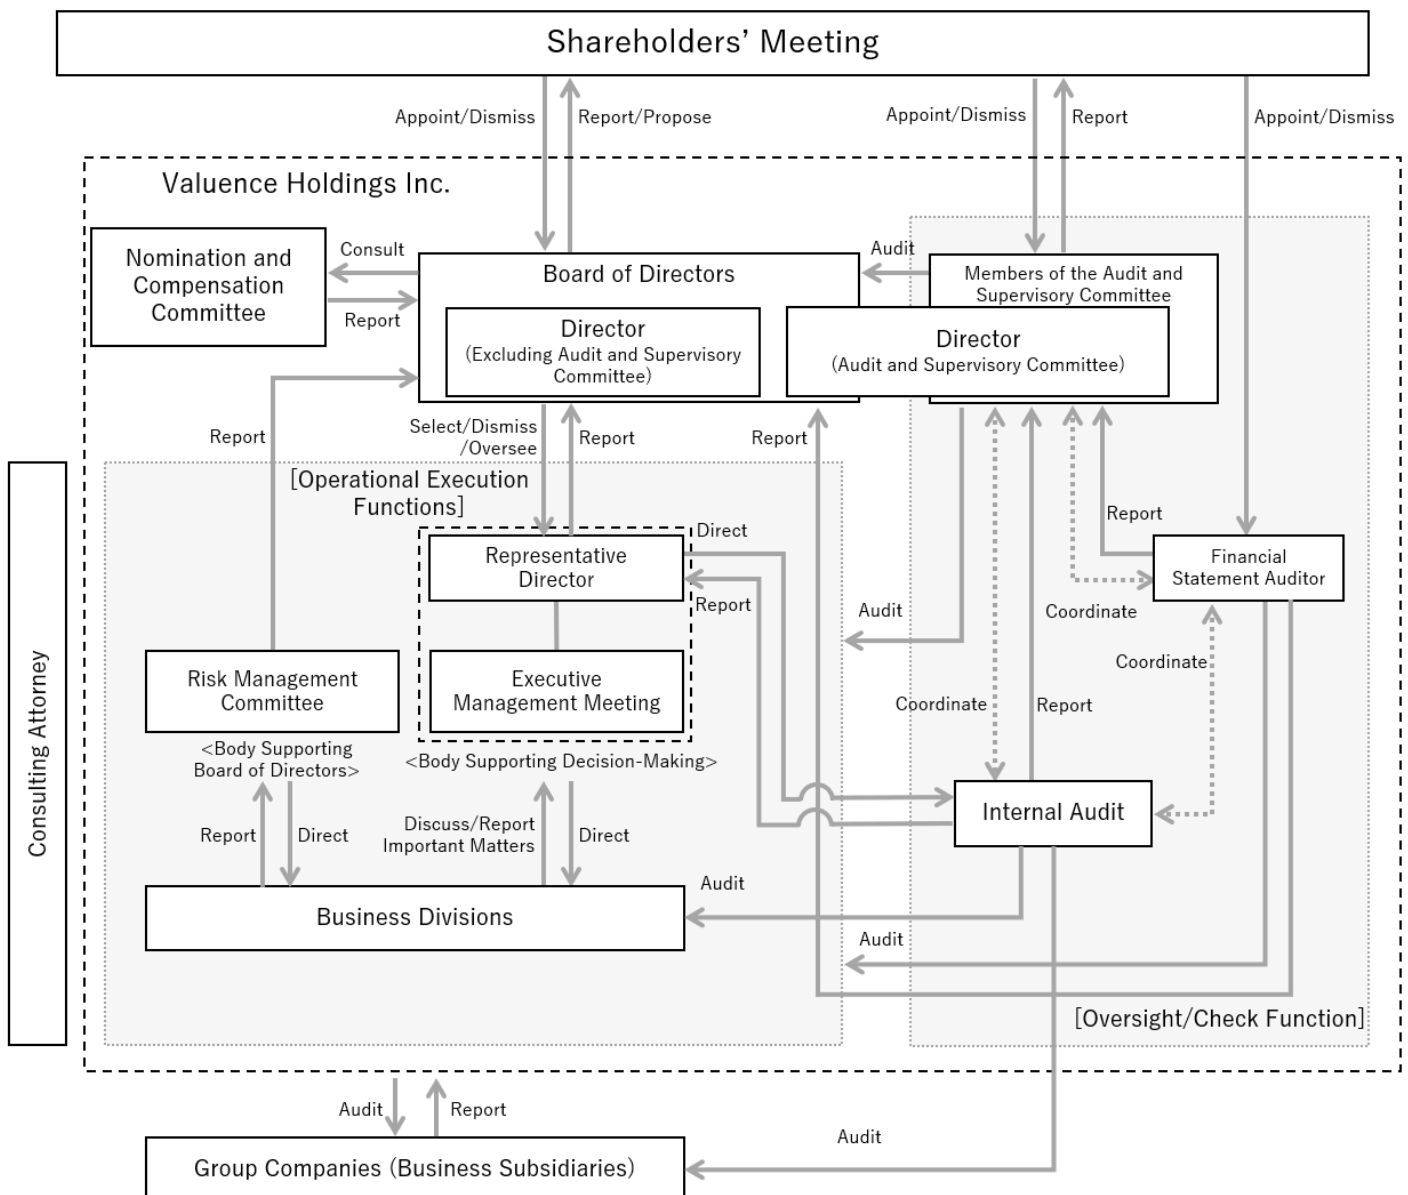 Shareholders' Meeting
Appoint/Dismiss
Report/Propose
Appoint/Dismiss
Report
Appoint/Dismiss
Valuence Holdings Inc.
Nomination and
Compensation
Committee
Consult
Report
Board of Directors
Audit
Members of the Audit and
Supervisory Committee
Director
(Excluding Audit and Supervisory
Committee)
Director
(Audit and Supervisory Committee)
Report
Select/Dismiss
/Oversee
Report
Report
[Operational Execution
Functions]
Representative
Director
Direct
Report
Report
Financial
Statement Auditor
Audit
Coordinate
Coordinate
Consulting Attorney
Risk Management
Committee
Executive
Management Meeting
Coordinate
Report
<Body Supporting
Board of Directors>
<Body Supporting Decision-Making>
Internal Audit
Report
Direct
Discuss/Report
Important Matters
Direct
Audit
Business Divisions
Audit
[Oversight/Check Function]
Audit
Report
Audit
Group Companies (Business Subsidiaries)